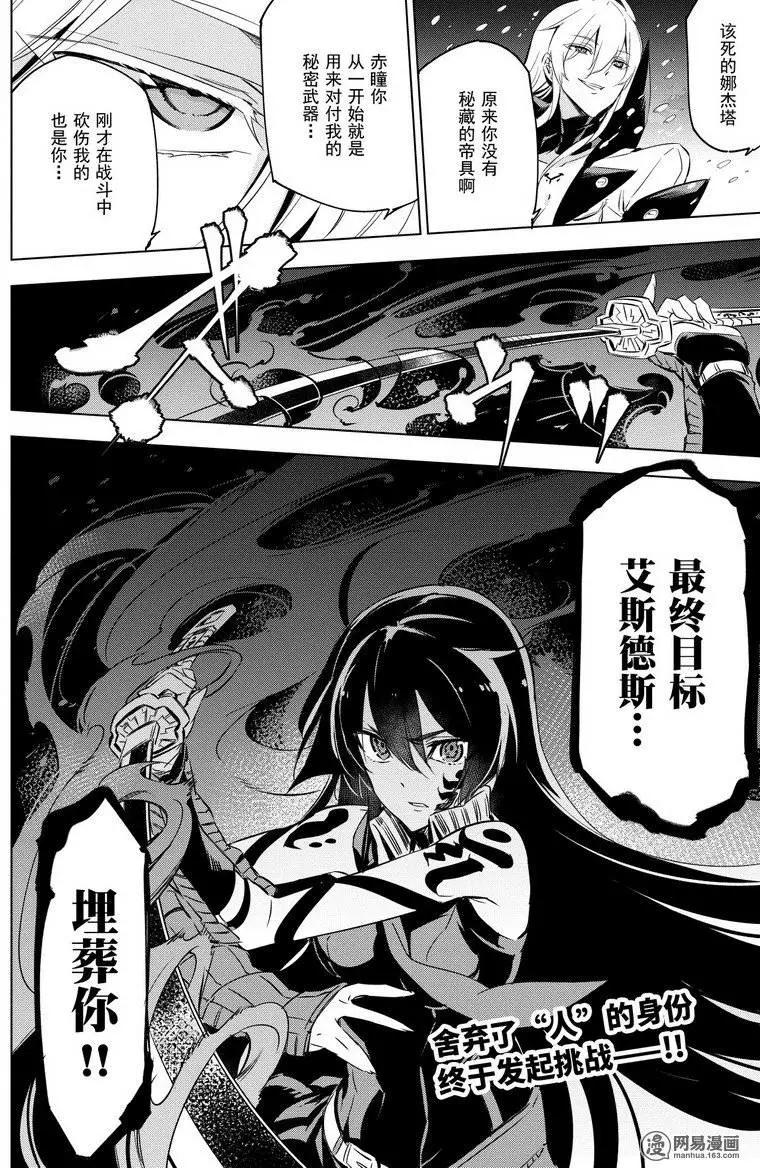 该死的娜杰塔
原来你没有
秘藏的帝具啊
赤瞳你
从一开始就是
用来对付我的
秘密武器…
刚才在战斗中
砍伤我的
也是你…
最终目标
艾斯德斯…
埋葬你!!
舍弃了“人”的身份
终于发起挑战——!!
漫 网易漫画
manhua.163.com